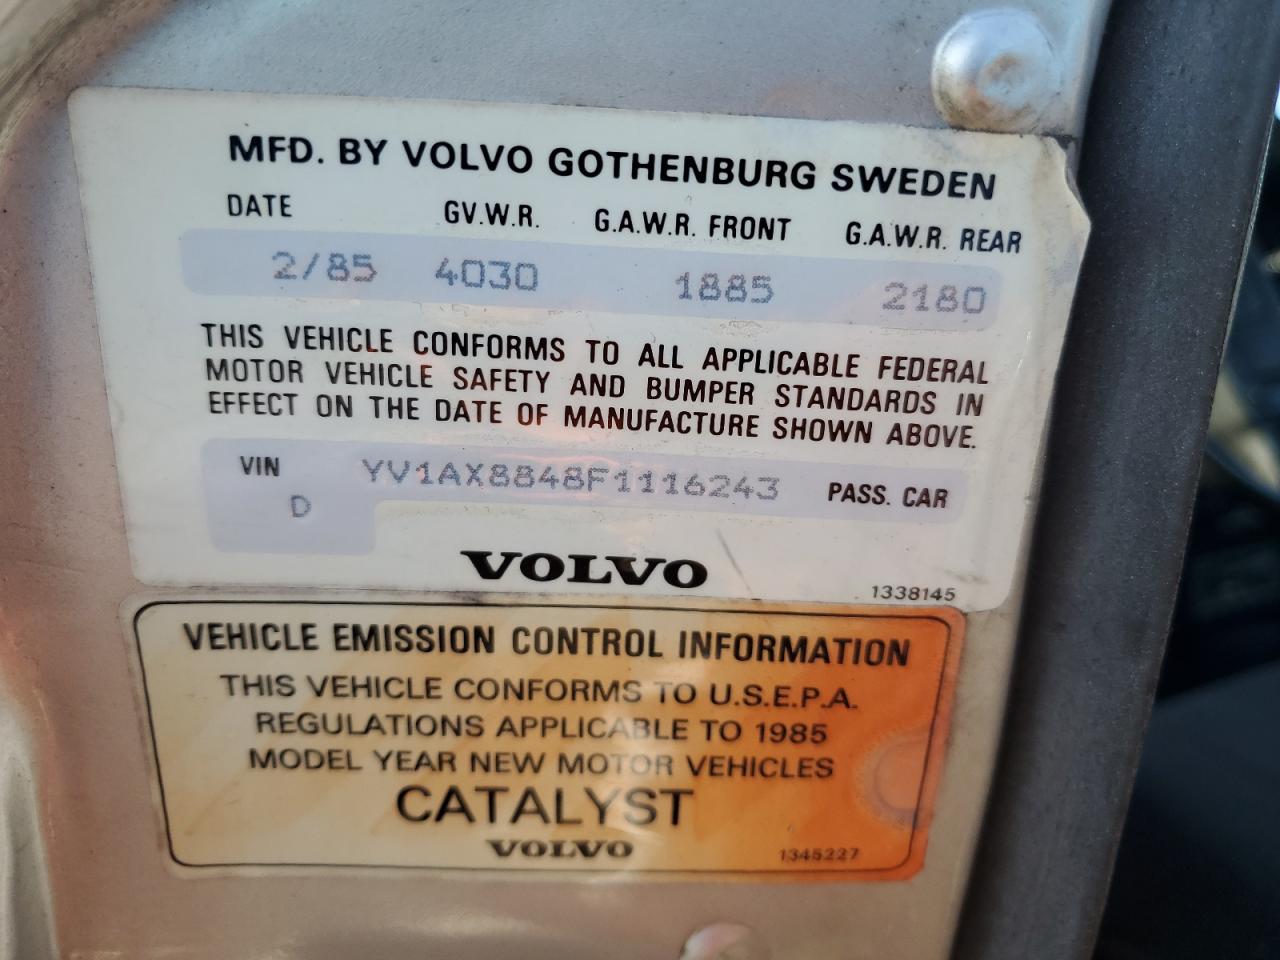 MFD. BY VOLVO GOTHENBURG SWEDEN
DATE G.V.W.R. G.A.W.R. FRONT G.A.W.R. REAR
2/85 4030 1885 2180
THIS VEHICLE CONFORMS TO ALL APPLICABLE FEDERAL
MOTOR VEHICLE SAFETY AND BUMPER STANDARDS IN
EFFECT ON THE DATE OF MANUFACTURE SHOWN ABOVE.
VIN YV1AX8848F1116243 PASS. CAR
D
VOLVO
1338145
VEHICLE EMISSION CONTROL INFORMATION
THIS VEHICLE CONFORMS TO U.S.E.P.A.
REGULATIONS APPLICABLE TO 1985
MODEL YEAR NEW MOTOR VEHICLES
CATALYST
VOLVO 1345227